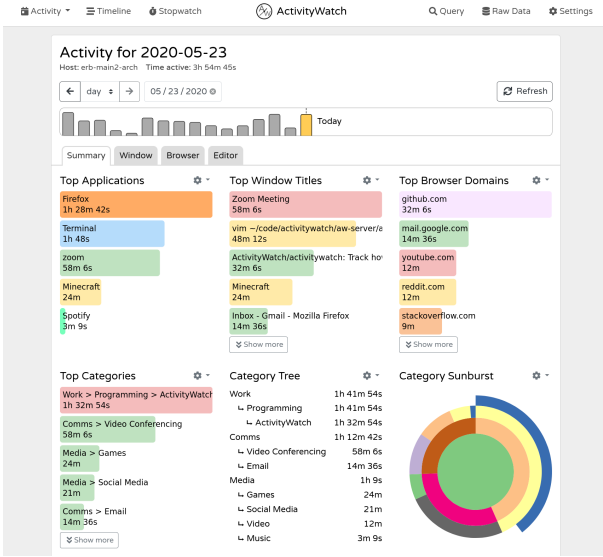 Activity Timeline Stopwatch ActivityWatch Query Raw Data Settings
Activity for 2020-05-23
Host: erb-main2-arch Time active: 3h 54m 45s
day 05 / 23 / 2020 Refresh
Today
Summary Window Browser Editor
Top Applications
Firefox
1h 28m 42s
Terminal
1h 48s
zoom
58m 6s
Minecraft
24m
Spotify
3m 9s
Top Window Titles
Zoom Meeting
58m 6s
vim ~/code/activitywatch/aw-server/a
48m 12s
ActivityWatch/activitywatch: Track ho
32m 6s
Minecraft
24m
Inbox - Gmail - Mozilla Firefox
14m 36s
Show more
Top Browser Domains
github.com
32m 6s
mail.google.com
14m 36s
youtube.com
12m
reddit.com
12m
stackoverflow.com
9m
Show more
Top Categories
Work > Programming > ActivityWatch
1h 32m 54s
Comms > Video Conferencing
58m 6s
Media > Games
24m
Media > Social Media
21m
Comms > Email
14m 36s
Show more
Category Tree
Work 1h 41m 54s
Programming 1h 41m 54s
ActivityWatch 1h 32m 54s
Comms 1h 12m 42s
Video Conferencing 58m 6s
Email 14m 36s
Media 1h 9s
Games 24m
Social Media 21m
Video 12m
Music 3m 9s
Category Sunburst